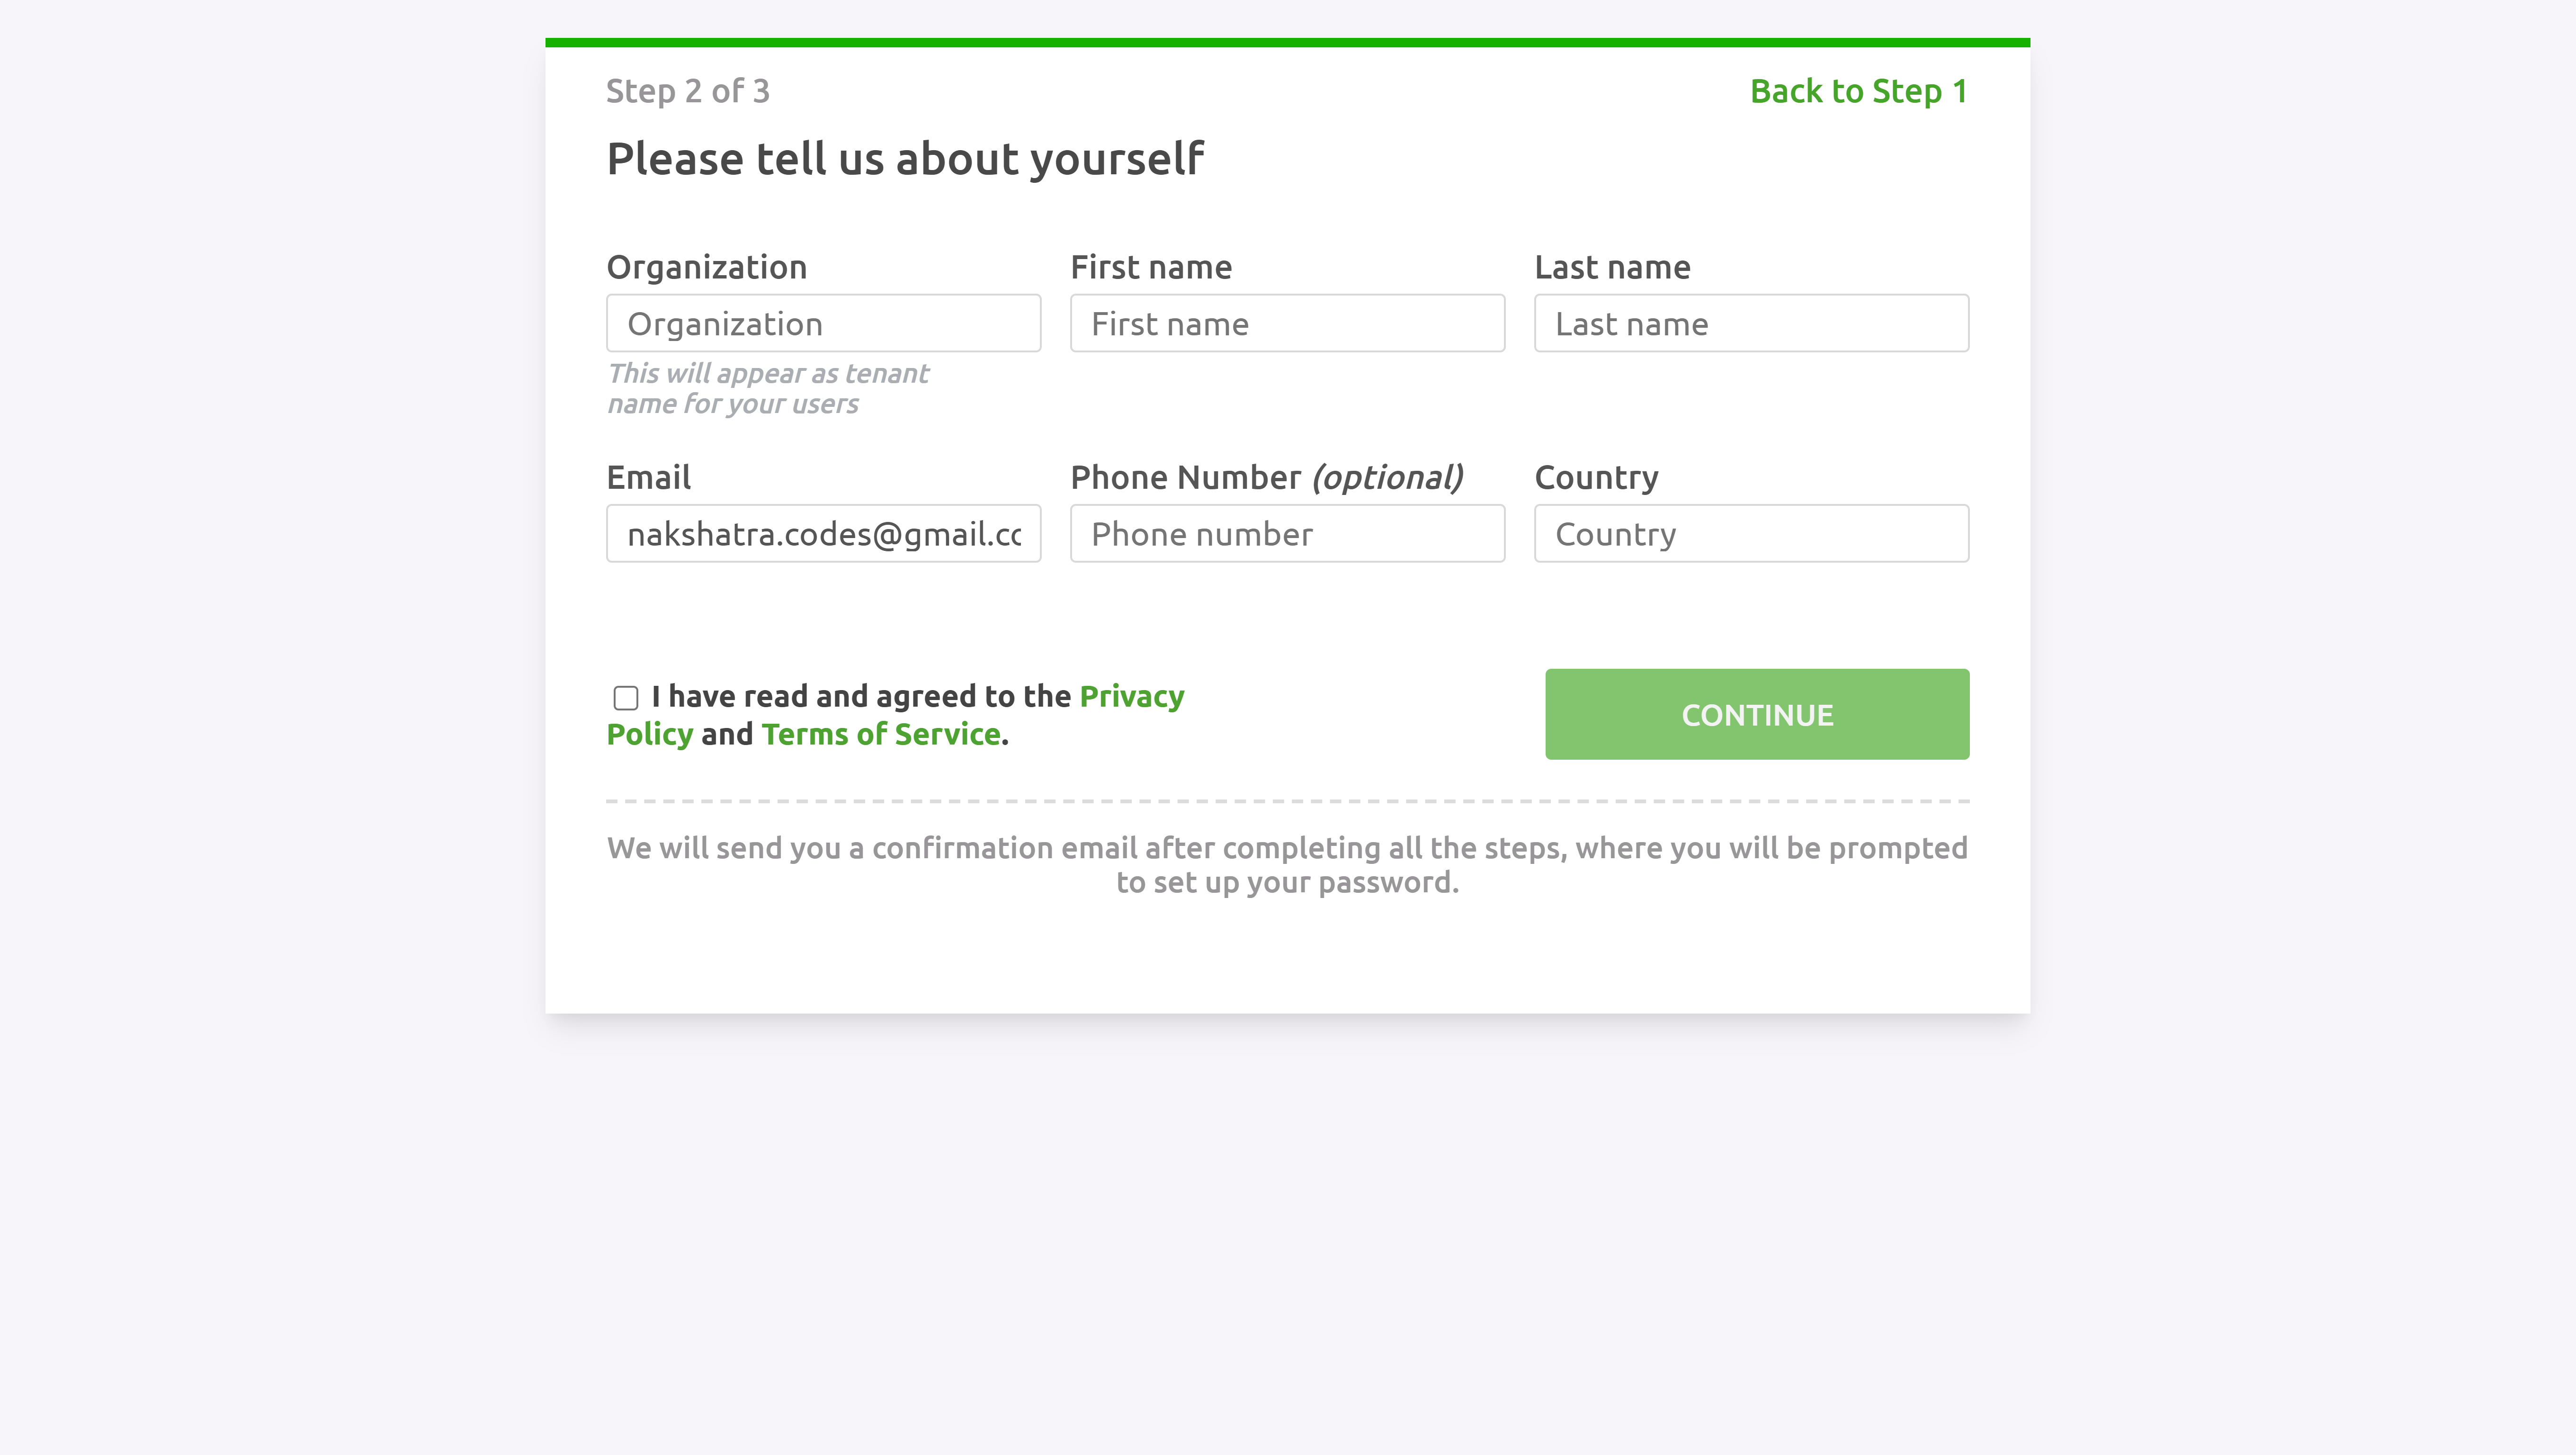 Step 2 of 3
Back to Step 1
Please tell us about yourself
Organization
First name
Last name
Organization
First name
Last name
This will appear as tenant
name for your users
Email
Phone Number (optional)
Country
nakshatra.codes@gmail.cc
Phone number
Country
I have read and agreed to the Privacy
Policy and Terms of Service.
CONTINUE
We will send you a confirmation email after completing all the steps, where you will be prompted
to set up your password.